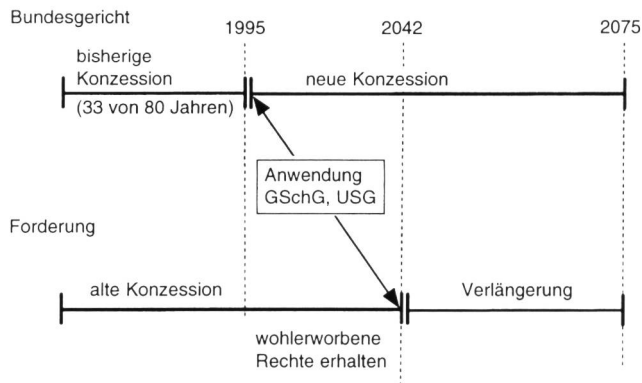 Bundesgericht
1995 2042 2075
bisherige
Konzession
(33 von 80 Jahren)
neue Konzession
Anwendung
GSchG, USG
Forderung
alte Konzession
Verlängerung
wohlerworbene
Rechte erhalten